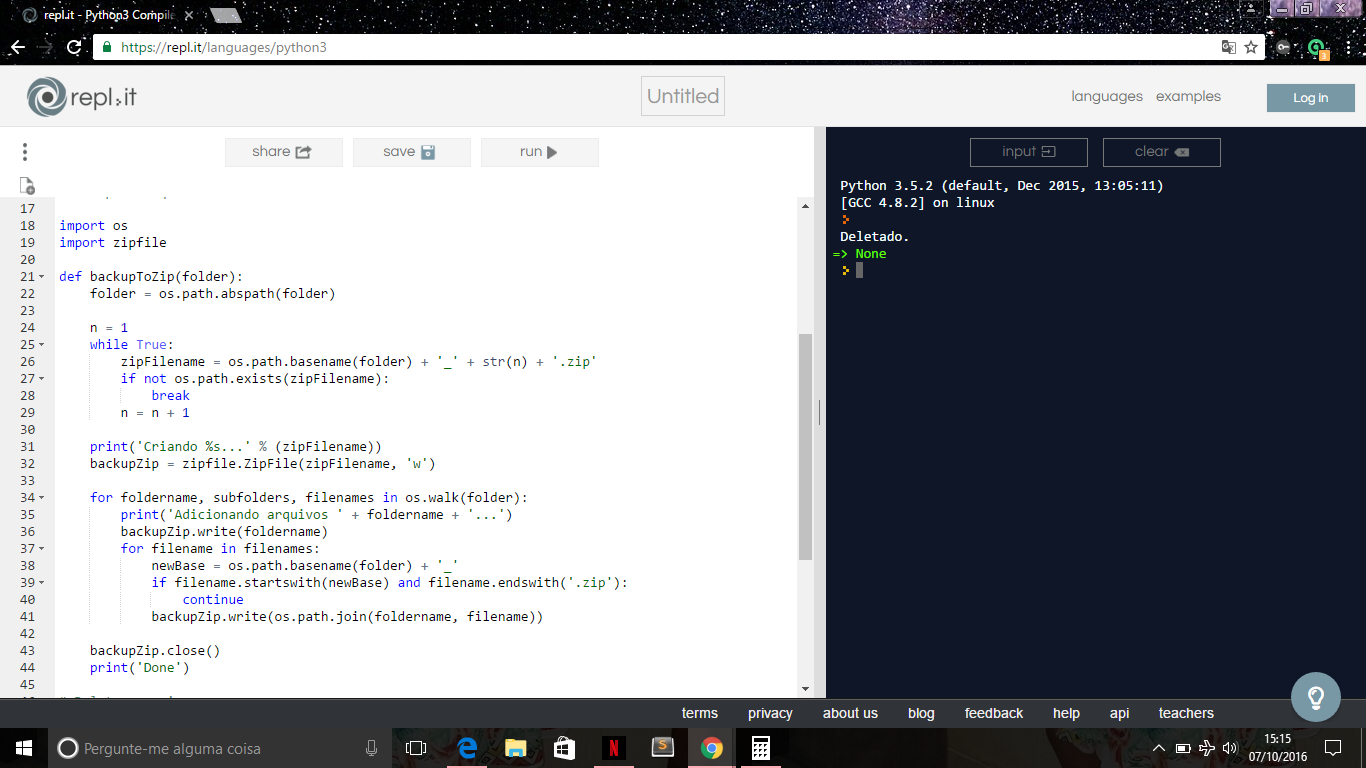 repl.it - Python3 Compile
https://repl.it/languages/python3
repl.it
Untitled
languages examples
Log in
share save run
input clear
17
18 import os
19 import zipfile
20
21 def backupToZip(folder):
22 folder = os.path.abspath(folder)
23
24 n = 1
25 while True:
26 zipFilename = os.path.basename(folder) + '_' + str(n) + '.zip'
27 if not os.path.exists(zipFilename):
28 break
29 n = n + 1
30
31 print('Criando %s...' % (zipFilename))
32 backupZip = zipfile.ZipFile(zipFilename, 'w')
33
34 for foldername, subfolders, filenames in os.walk(folder):
35 print('Adicionando arquivos ' + foldername + '...')
36 backupZip.write(foldername)
37 for filename in filenames:
38 newBase = os.path.basename(folder) + '_'
39 if filename.startswith(newBase) and filename.endswith('.zip'):
40 continue
41 backupZip.write(os.path.join(foldername, filename))
42
43 backupZip.close()
44 print('Done')
45
Python 3.5.2 (default, Dec 2015, 13:05:11)
[GCC 4.8.2] on linux
Deletado.
=> None
terms privacy about us blog feedback help api teachers
Pergunte-me alguma coisa
15:15
07/10/2016